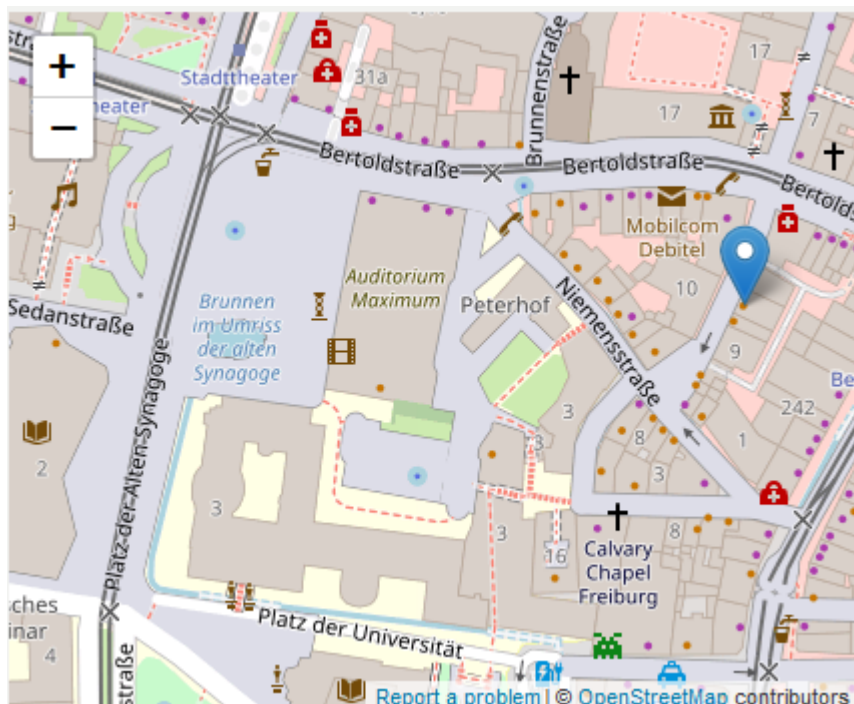 +
−
Stadttheater
eater
31a
Brunnenstraße
17
17
7
Bertoldstraße
Bertoldstraße
Bertolds
Mobilcom
Debitel
10
Auditorium
Maximum
Peterhof
Niemensstraße
Brunnen
im Umriss
der alten
Synagoge
Sedanstraße
Platz der Alten Synagoge
9
242
Be
3
8
1
3
2
3
3
8
16
Calvary
Chapel
Freiburg
sches
inar
4
straße
Platz der Universität
Report a problem | © OpenStreetMap contributors